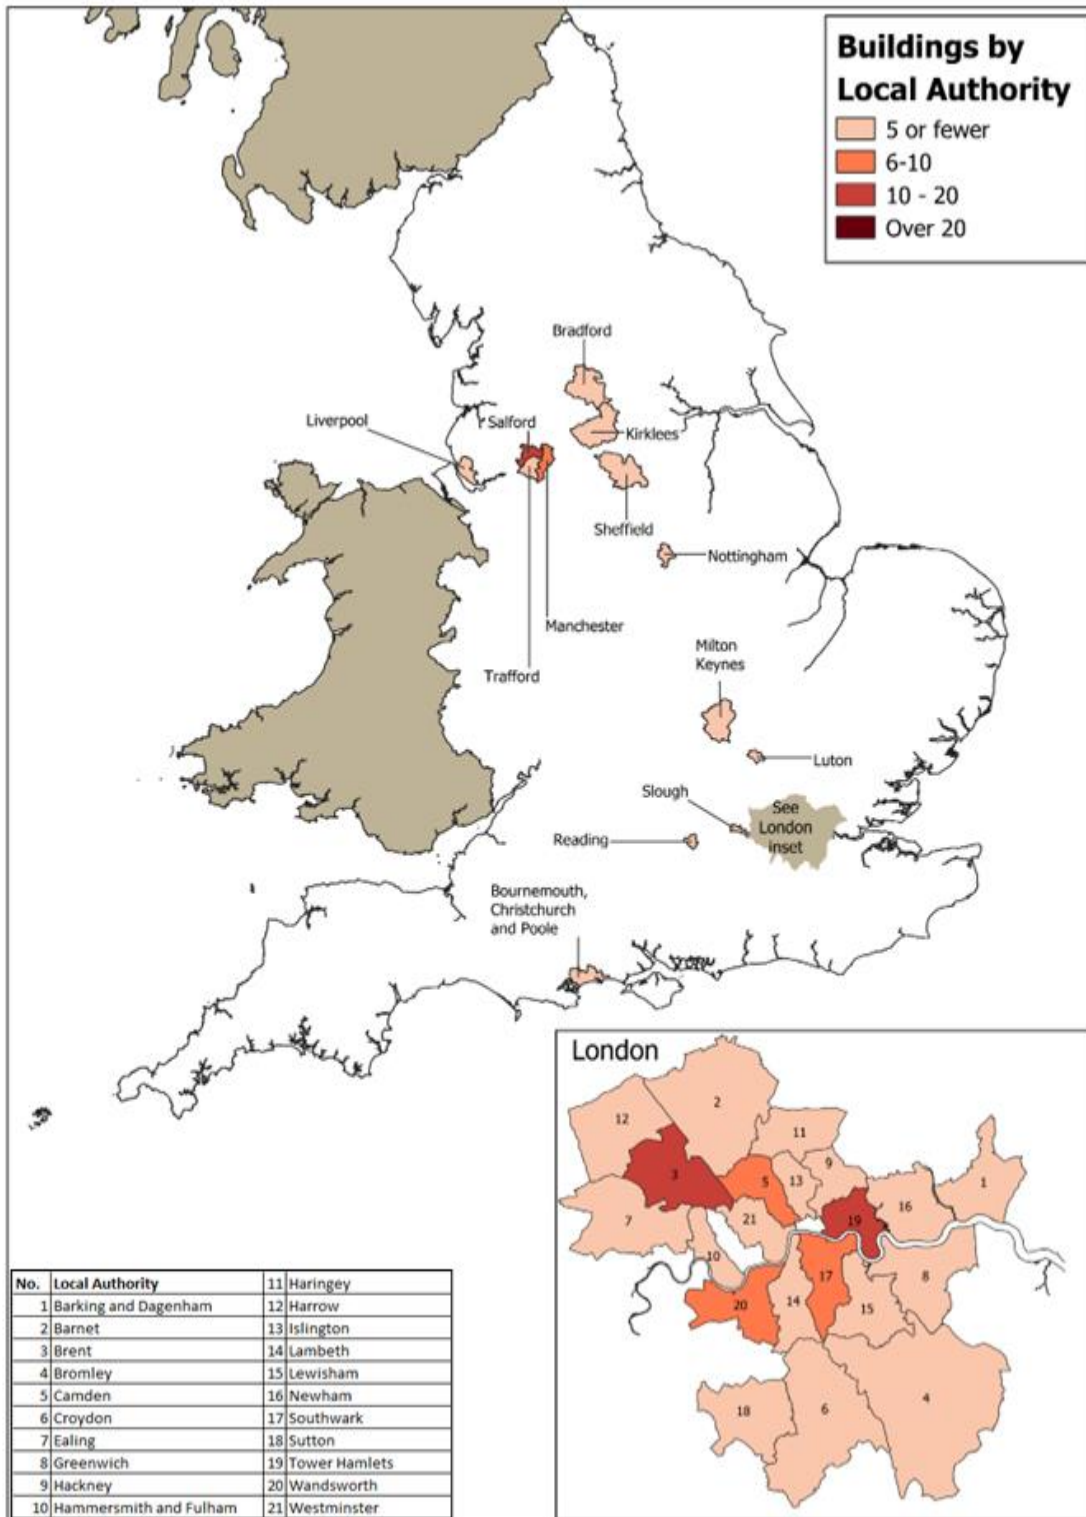 Buildings by
Local Authority
5 or fewer
6-10
10 - 20
Over 20
Bradford
Liverpool
Salford
Kirklees
Sheffield
Nottingham
Manchester
Trafford
Milton
Keynes
Luton
Slough
See
London
inset
Reading
Bournemouth,
Christchurch
and Poole
London
2
12
11
3
5
13
9
1
16
7
21
19
10
17
8
20
14
15
4
18
6
No. Local Authority 11 Haringey
1 Barking and Dagenham 12 Harrow
2 Barnet 13 Islington
3 Brent 14 Lambeth
4 Bromley 15 Lewisham
5 Camden 16 Newham
6 Croydon 17 Southwark
7 Ealing 18 Sutton
8 Greenwich 19 Tower Hamlets
9 Hackney 20 Wandsworth
10 Hammersmith and Fulham 21 Westminster